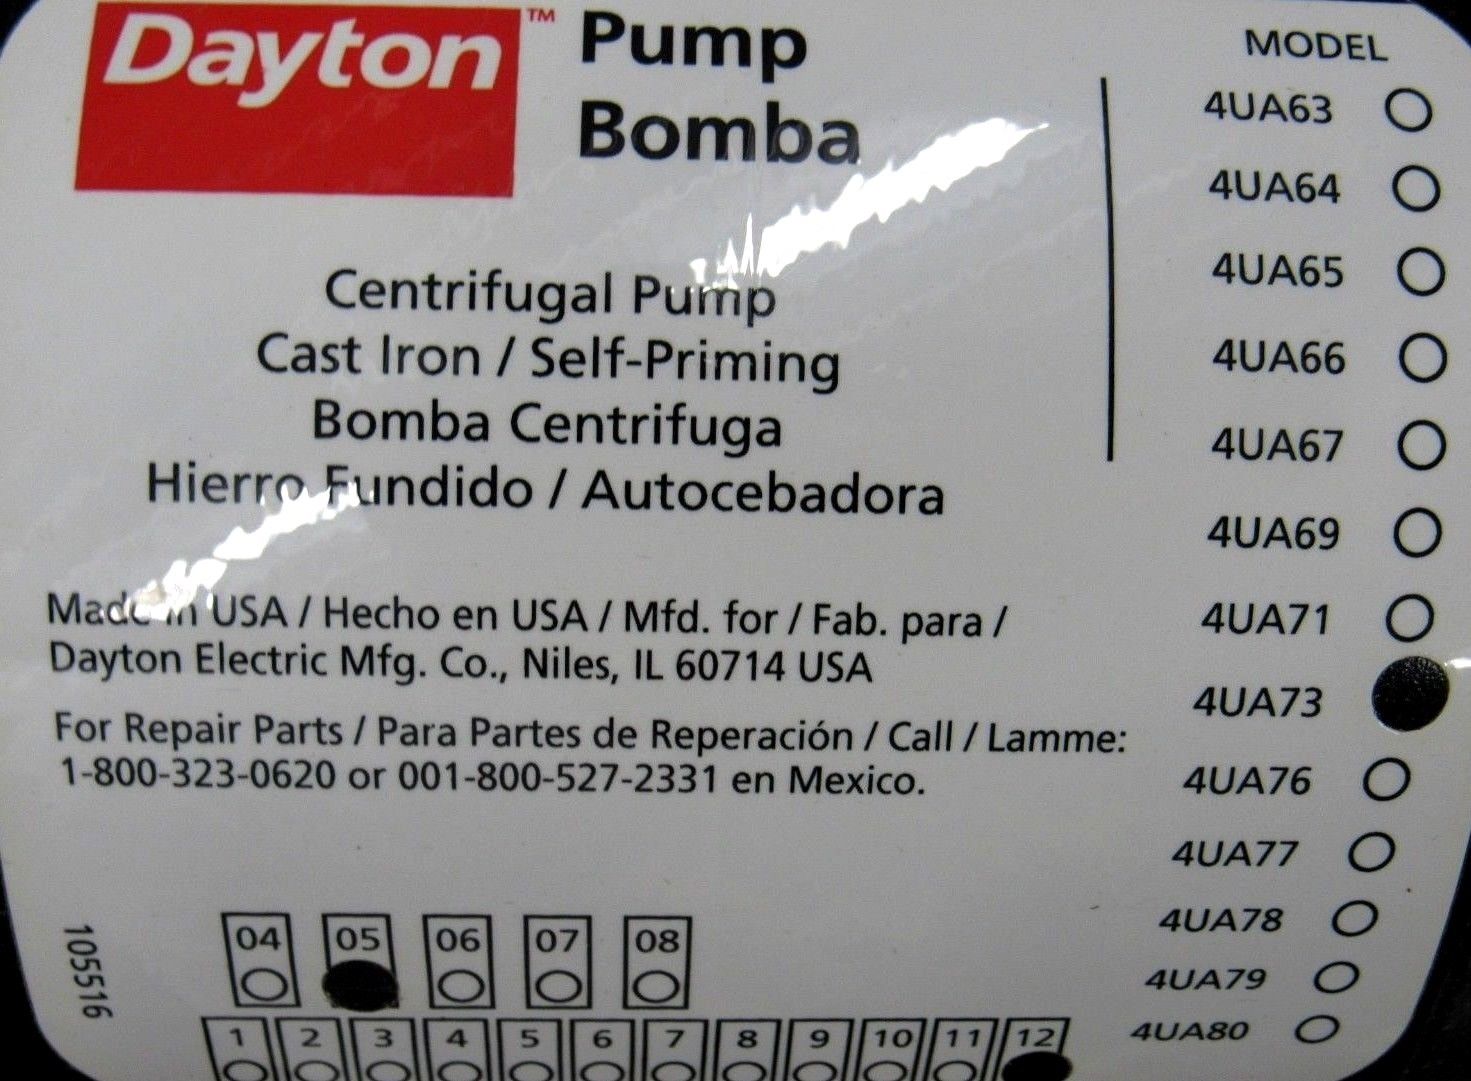 Dayton™
Pump
Bomba
Centrifugal Pump
Cast Iron / Self-Priming
Bomba Centrifuga
Hierro Fundido / Autocebadora
Made in USA / Hecho en USA / Mfd. for / Fab. para /
Dayton Electric Mfg. Co., Niles, IL 60714 USA
For Repair Parts / Para Partes de Reperación / Call / Lamme:
1-800-323-0620 or 001-800-527-2331 en Mexico.
105516
04 05 06 07 08
1 2 3 4 5 6 7 8 9 10 11 12
MODEL
4UA63
4UA64
4UA65
4UA66
4UA67
4UA69
4UA71
4UA73
4UA76
4UA77
4UA78
4UA79
4UA80